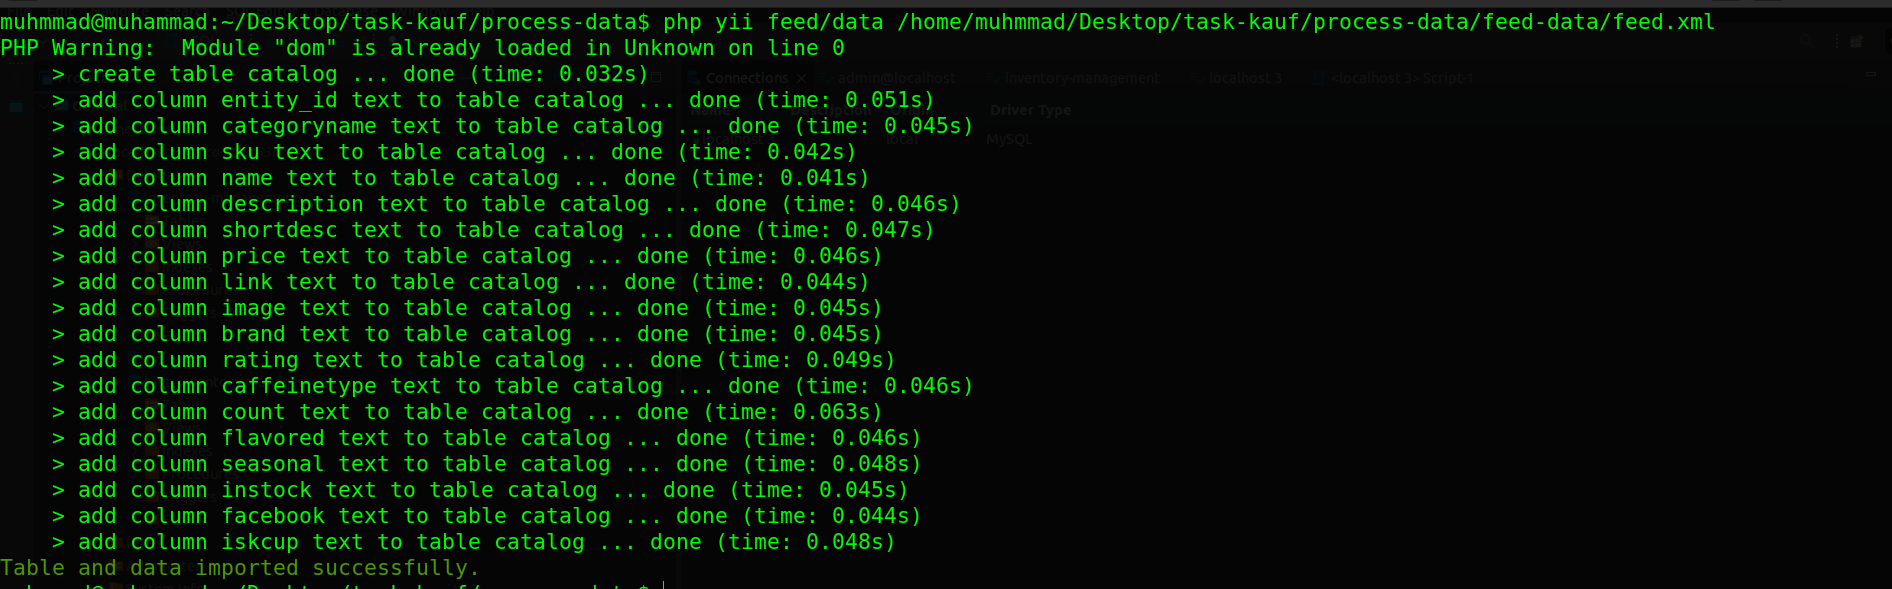 muhmmad@muhammad:~/Desktop/task-kauf/process-data$ php yii feed/data /home/muhmmad/Desktop/task-kauf/process-data/feed-data/feed.xml
PHP Warning:  Module "dom" is already loaded in Unknown on line 0
    > create table catalog ... done (time: 0.032s)
    > add column entity_id text to table catalog ... done (time: 0.051s)
    > add column categoryname text to table catalog ... done (time: 0.045s)
    > add column sku text to table catalog ... done (time: 0.042s)
    > add column name text to table catalog ... done (time: 0.041s)
    > add column description text to table catalog ... done (time: 0.046s)
    > add column shortdesc text to table catalog ... done (time: 0.047s)
    > add column price text to table catalog ... done (time: 0.046s)
    > add column link text to table catalog ... done (time: 0.044s)
    > add column image text to table catalog ... done (time: 0.045s)
    > add column brand text to table catalog ... done (time: 0.045s)
    > add column rating text to table catalog ... done (time: 0.049s)
    > add column caffeinetype text to table catalog ... done (time: 0.046s)
    > add column count text to table catalog ... done (time: 0.063s)
    > add column flavored text to table catalog ... done (time: 0.046s)
    > add column seasonal text to table catalog ... done (time: 0.048s)
    > add column instock text to table catalog ... done (time: 0.045s)
    > add column facebook text to table catalog ... done (time: 0.044s)
    > add column iskcup text to table catalog ... done (time: 0.048s)
Table and data imported successfully.
Connections admin@localhost inventory-management localhost 3 <localhost 3> Script-1
Name Description Driver Type
localhost local MySQL